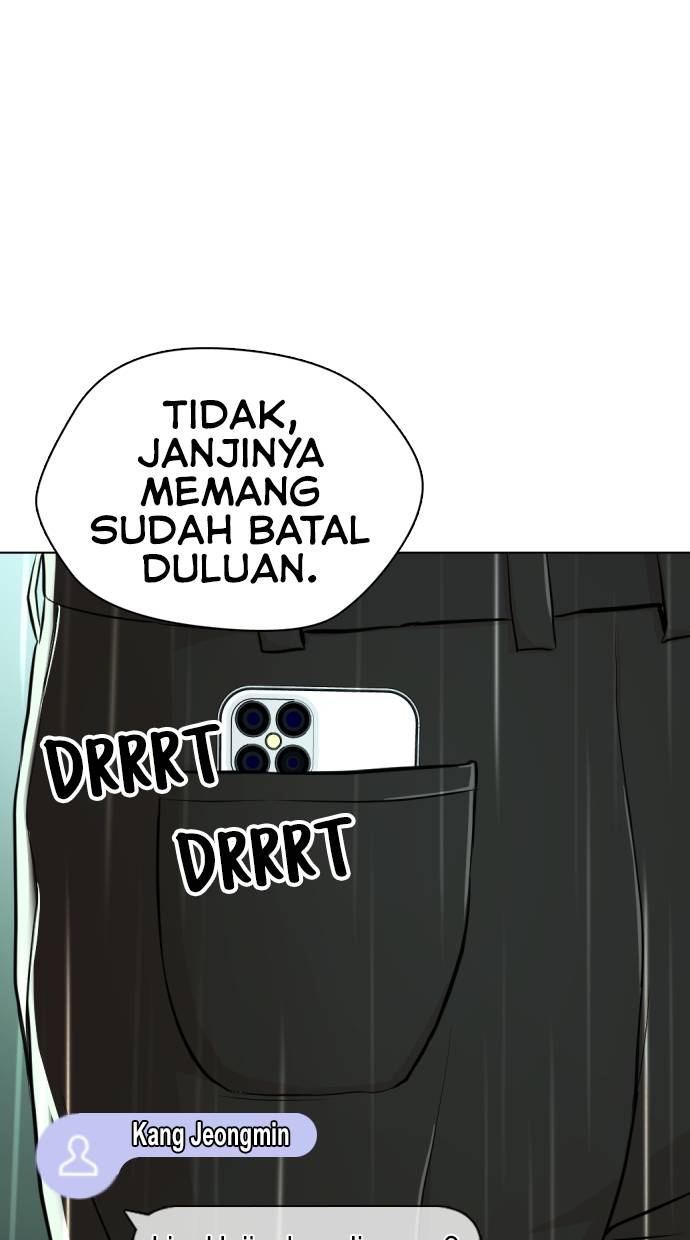 TIDAK,
JANJINYA
MEMANG
SUDAH BATAL
DULUAN.
DRRRT
DRRRT
Kang Jeongmin